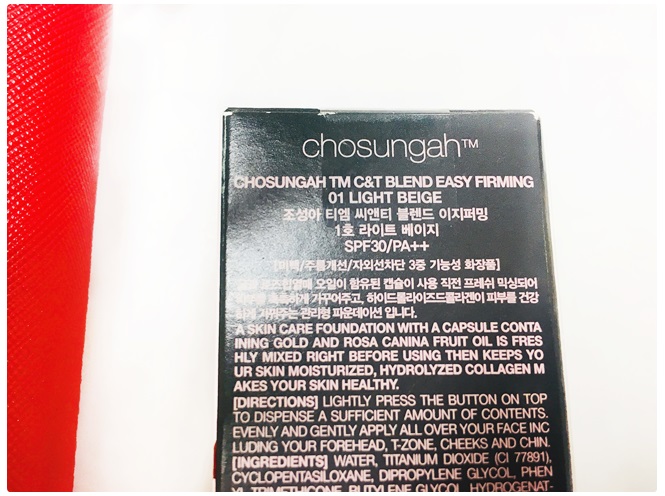 chosungah™
CHOSUNGAH TM C&T BLEND EASY FIRMING
01 LIGHT BEIGE
조성아 티엠 씨앤티 블렌드 이지퍼밍
1호 라이트 베이지
SPF30/PA++
[미백/주름개선/자외선차단 3중 기능성 화장품]
로즈힙열매 오일이 함유된 캡슐이 사용 직전 프레쉬 믹싱되어
피부를 촉촉하게 가꾸어주고, 하이드롤라이즈드콜라겐이 피부를 건강
하게 가꿔주는 관리형 파운데이션 입니다.
A SKIN CARE FOUNDATION WITH A CAPSULE CONTA
INING GOLD AND ROSA CANINA FRUIT OIL IS FRES
HLY MIXED RIGHT BEFORE USING THEN KEEPS YO
UR SKIN MOISTURIZED, HYDROLYZED COLLAGEN M
AKES YOUR SKIN HEALTHY.
[DIRECTIONS] LIGHTLY PRESS THE BUTTON ON TOP
TO DISPENSE A SUFFICIENT AMOUNT OF CONTENTS.
EVENLY AND GENTLY APPLY ALL OVER YOUR FACE INC
LUDING YOUR FOREHEAD, T-ZONE, CHEEKS AND CHIN.
[INGREDIENTS] WATER, TITANIUM DIOXIDE (CI 77891),
CYCLOPENTASILOXANE, DIPROPYLENE GLYCOL, PHEN
YL TRIMETHICONE, BUTYLENE GLYCOL, HYDROGENAT-